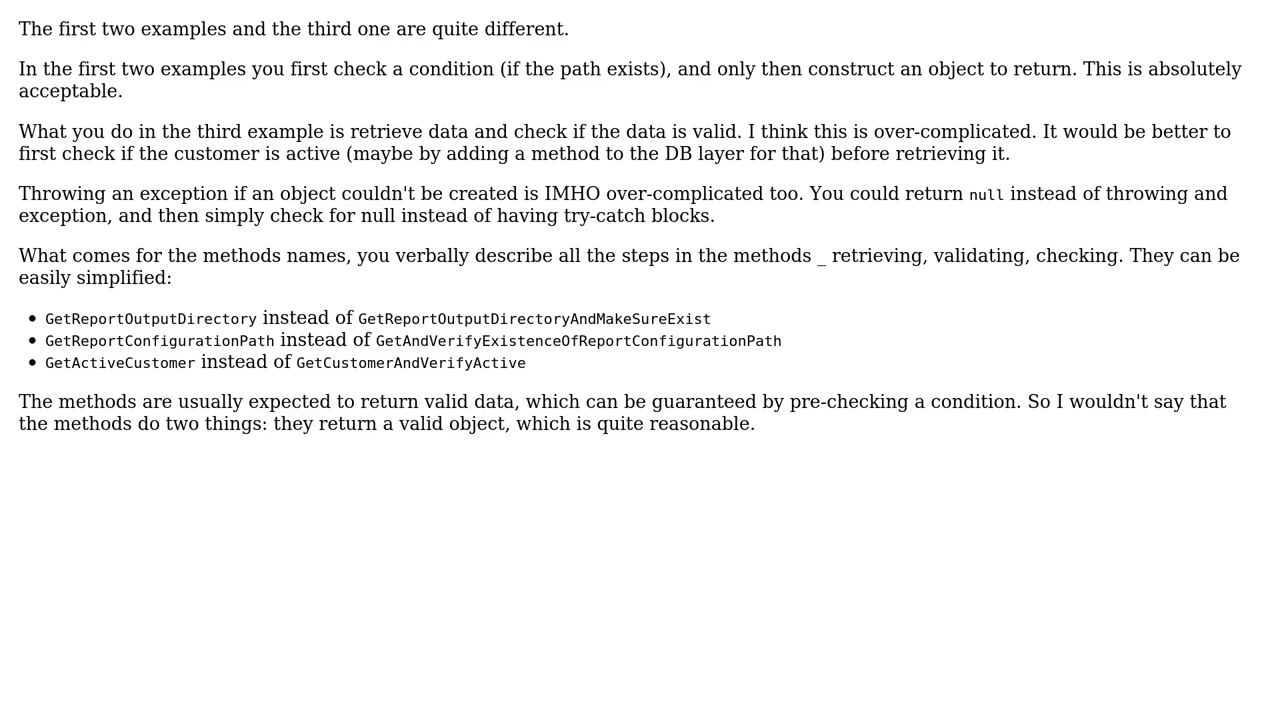 The first two examples and the third one are quite different.
In the first two examples you first check a condition (if the path exists), and only then construct an object to return. This is absolutely
acceptable.
What you do in the third example is retrieve data and check if the data is valid. I think this is over-complicated. It would be better to
first check if the customer is active (maybe by adding a method to the DB layer for that) before retrieving it.
Throwing an exception if an object couldn't be created is IMHO over-complicated too. You could return null instead of throwing and
exception, and then simply check for null instead of having try-catch blocks.
What comes for the methods names, you verbally describe all the steps in the methods _ retrieving, validating, checking. They can be
easily simplified:
• GetReportOutputDirectory instead of GetReportOutputDirectoryAndMakeSureExist
• GetReportConfigurationPath instead of GetAndVerifyExistenceOfReportConfigurationPath
• GetActiveCustomer instead of GetCustomerAndVerifyActive
The methods are usually expected to return valid data, which can be guaranteed by pre-checking a condition. So I wouldn't say that
the methods do two things: they return a valid object, which is quite reasonable.